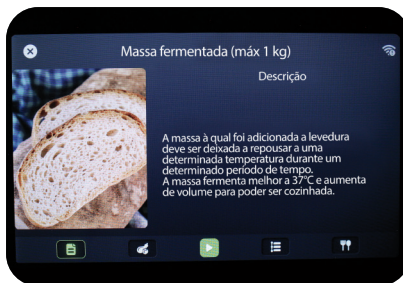 Massa fermentada (máx 1 kg)
Descrição
A massa à qual foi adicionada a levedura
deve ser deixada a repousar a uma
determinada temperatura durante um
determinado período de tempo.
A massa fermenta melhor a 37°C e aumenta
de volume para poder ser cozinhada.